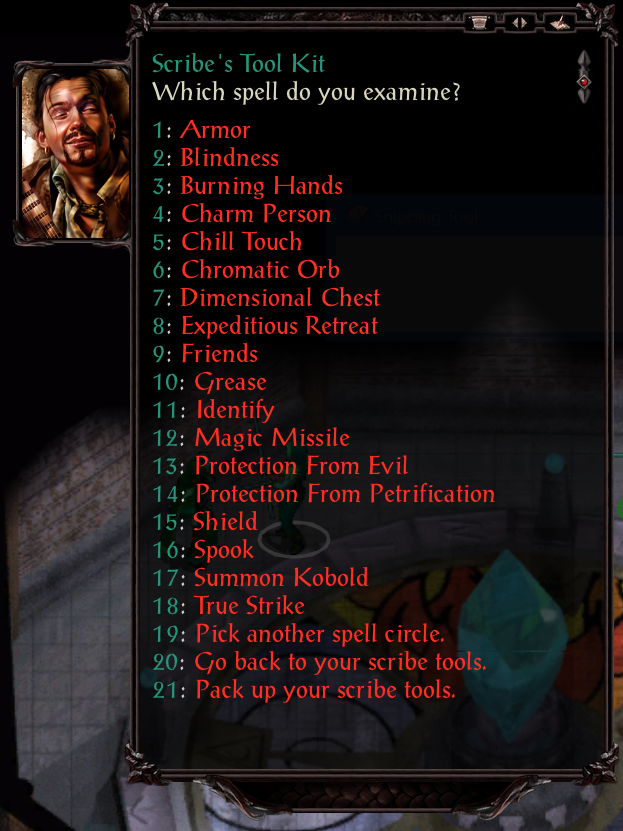 Scribe's Tool Kit
Which spell do you examine?
1: Armor
2: Blindness
3: Burning Hands
4: Charm Person
5: Chill Touch
6: Chromatic Orb
7: Dimensional Chest
8: Expeditious Retreat
9: Friends
10: Grease
11: Identify
12: Magic Missile
13: Protection From Evil
14: Protection From Petrification
15: Shield
16: Spook
17: Summon Kobold
18: True Strike
19: Pick another spell circle.
20: Go back to your scribe tools.
21: Pack up your scribe tools.